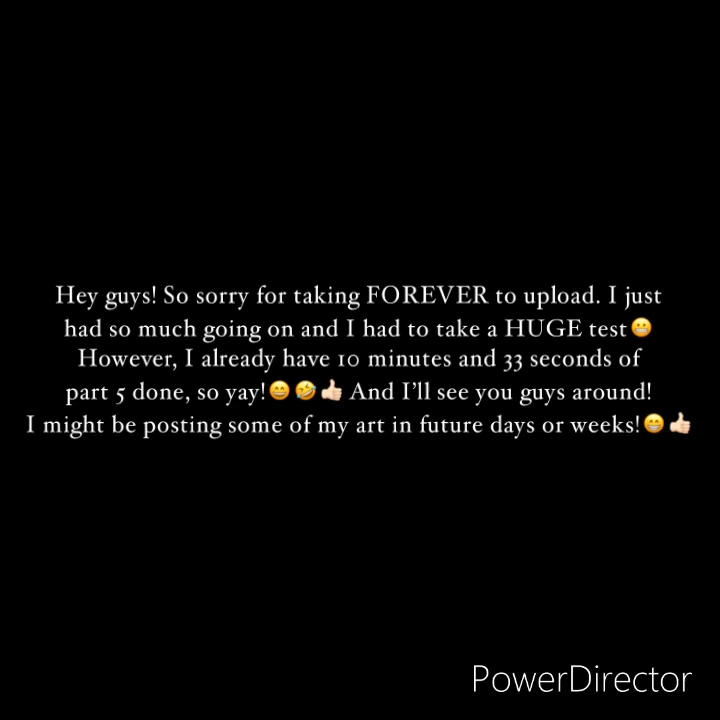 Hey guys! So sorry for taking FOREVER to upload. I just
had so much going on and I had to take a HUGE test😬
However, I already have 10 minutes and 33 seconds of
part 5 done, so yay!😁🤣👍🏻 And I’ll see you guys around!
I might be posting some of my art in future days or weeks!😁👍🏻
PowerDirector